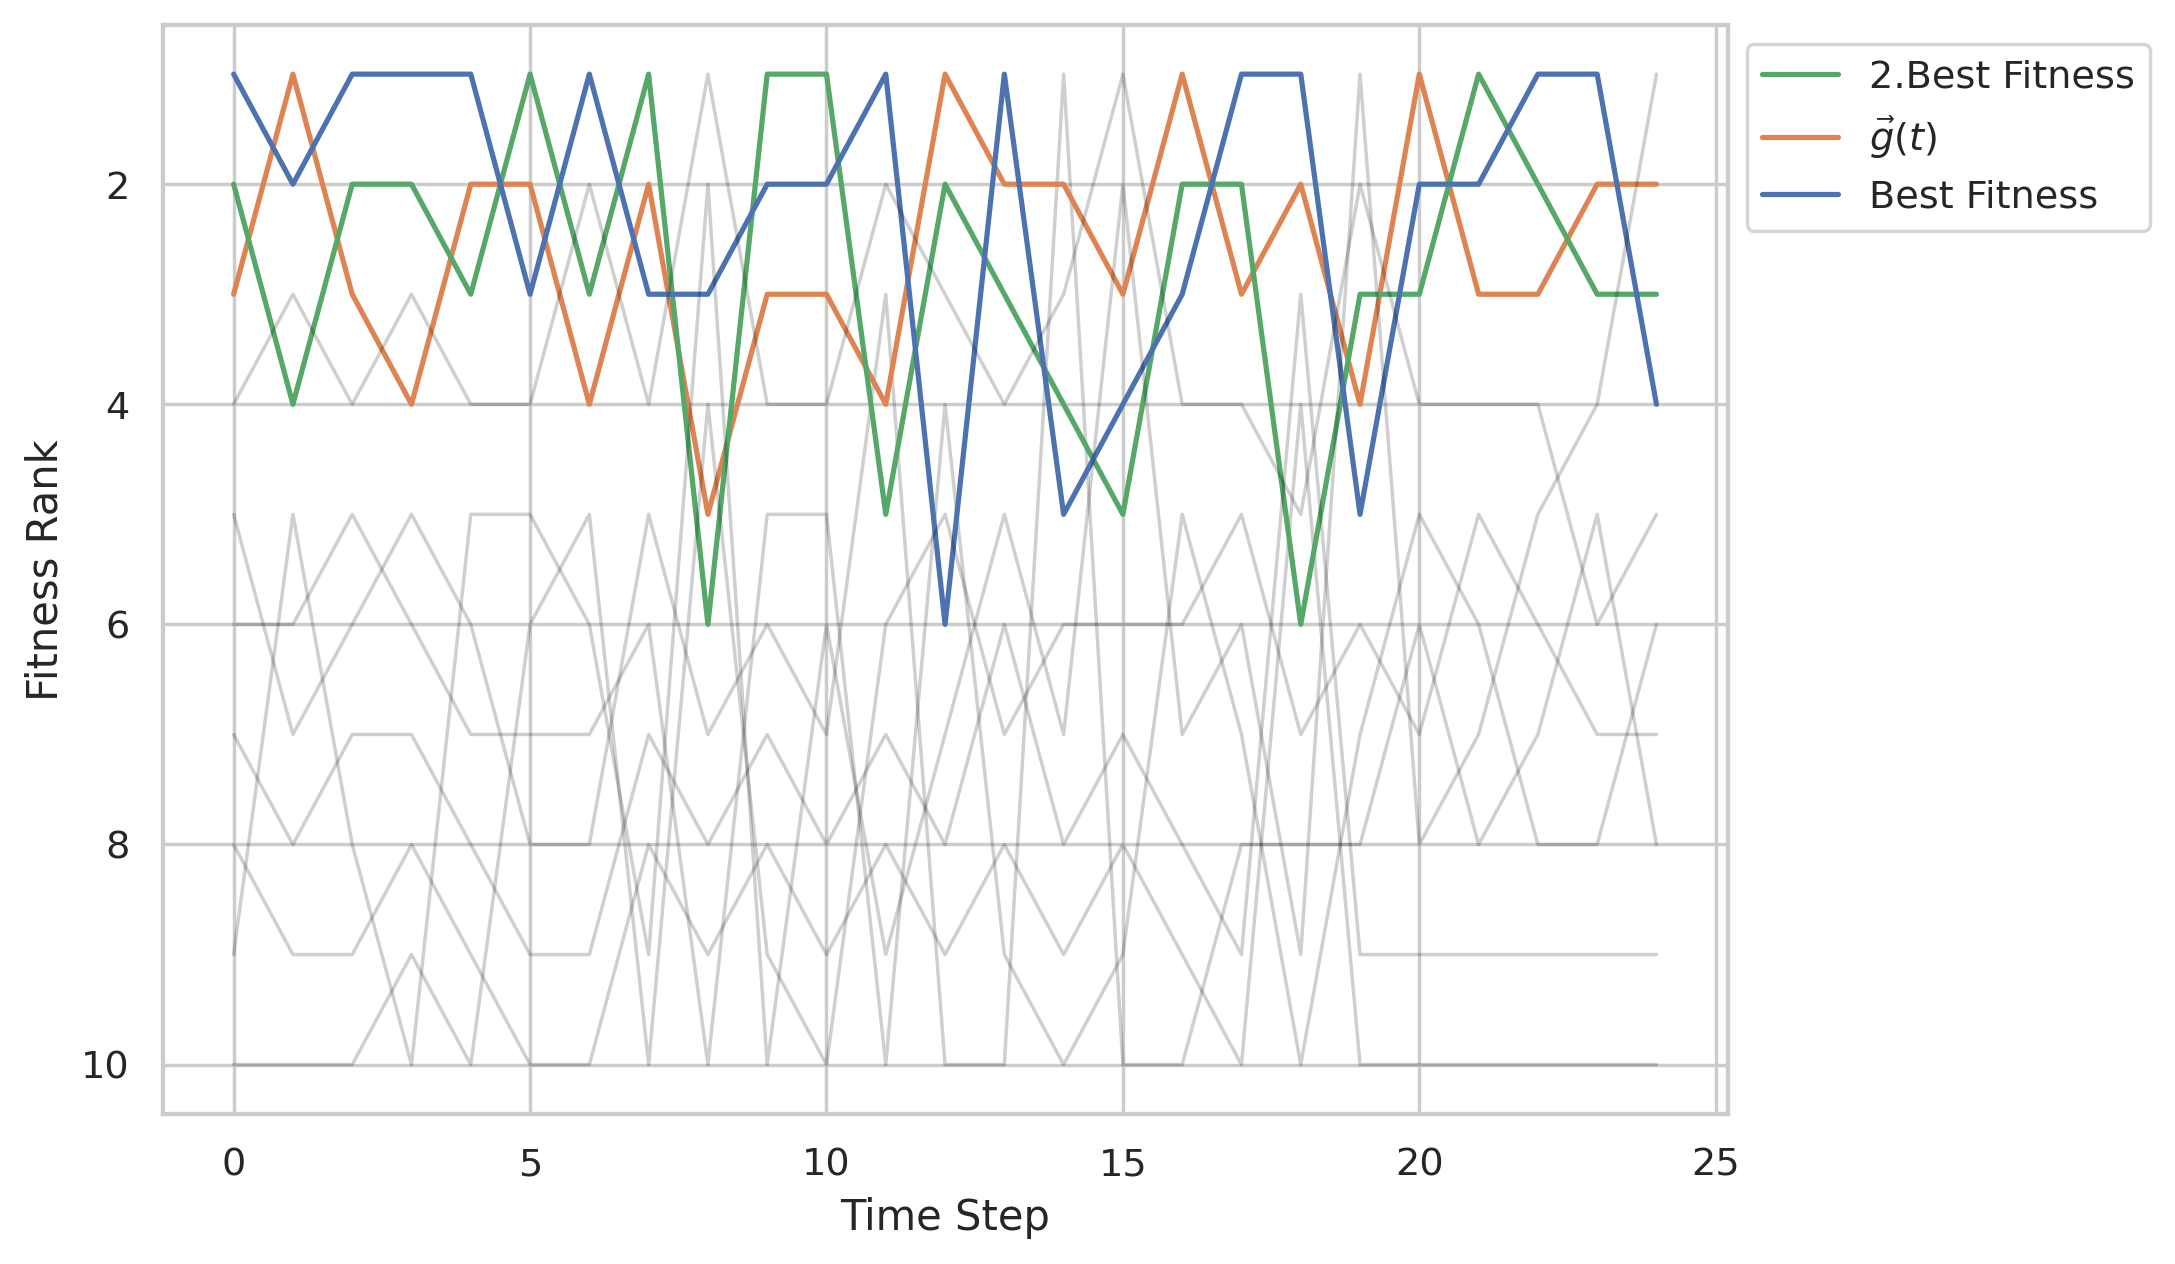 2.Best Fitness
g⃗(t)
Best Fitness
Fitness Rank
2
4
6
8
10
0 5 10 15 20 25
Time Step